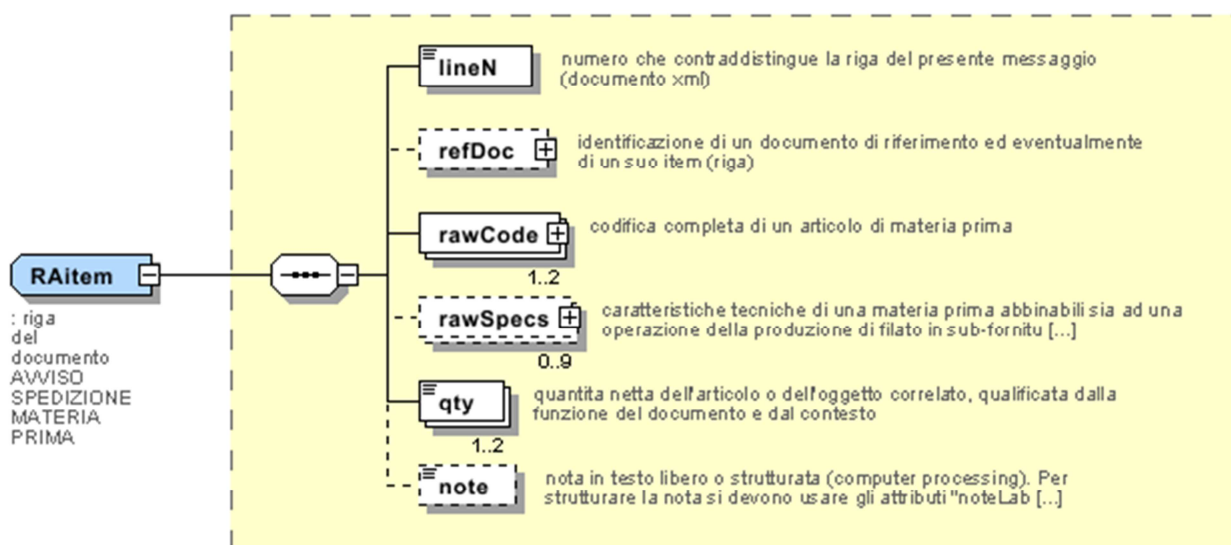 lineN
numero che contraddistingue la riga del presente messaggio
(documento xml)
refDoc
identificazione di un documento di riferimento ed eventualmente
di un suo item (riga)
rawCode
codifica completa di un articolo di materia prima
1..2
RAitem
: riga
del
documento
AVVISO
SPEDIZIONE
MATERIA
PRIMA
rawSpecs
caratteristiche tecniche di una materia prima abbinabili sia ad una
operazione della produzione di filato in sub-fornitu [...]
0..9
qty
quantita netta dell'articolo o dell'oggetto correlato, qualificata dalla
funzione del documento e dal contesto
1..2
note
nota in testo libero o strutturata (computer processing). Per
strutturare la nota si devono usare gli attributi "noteLab [...]